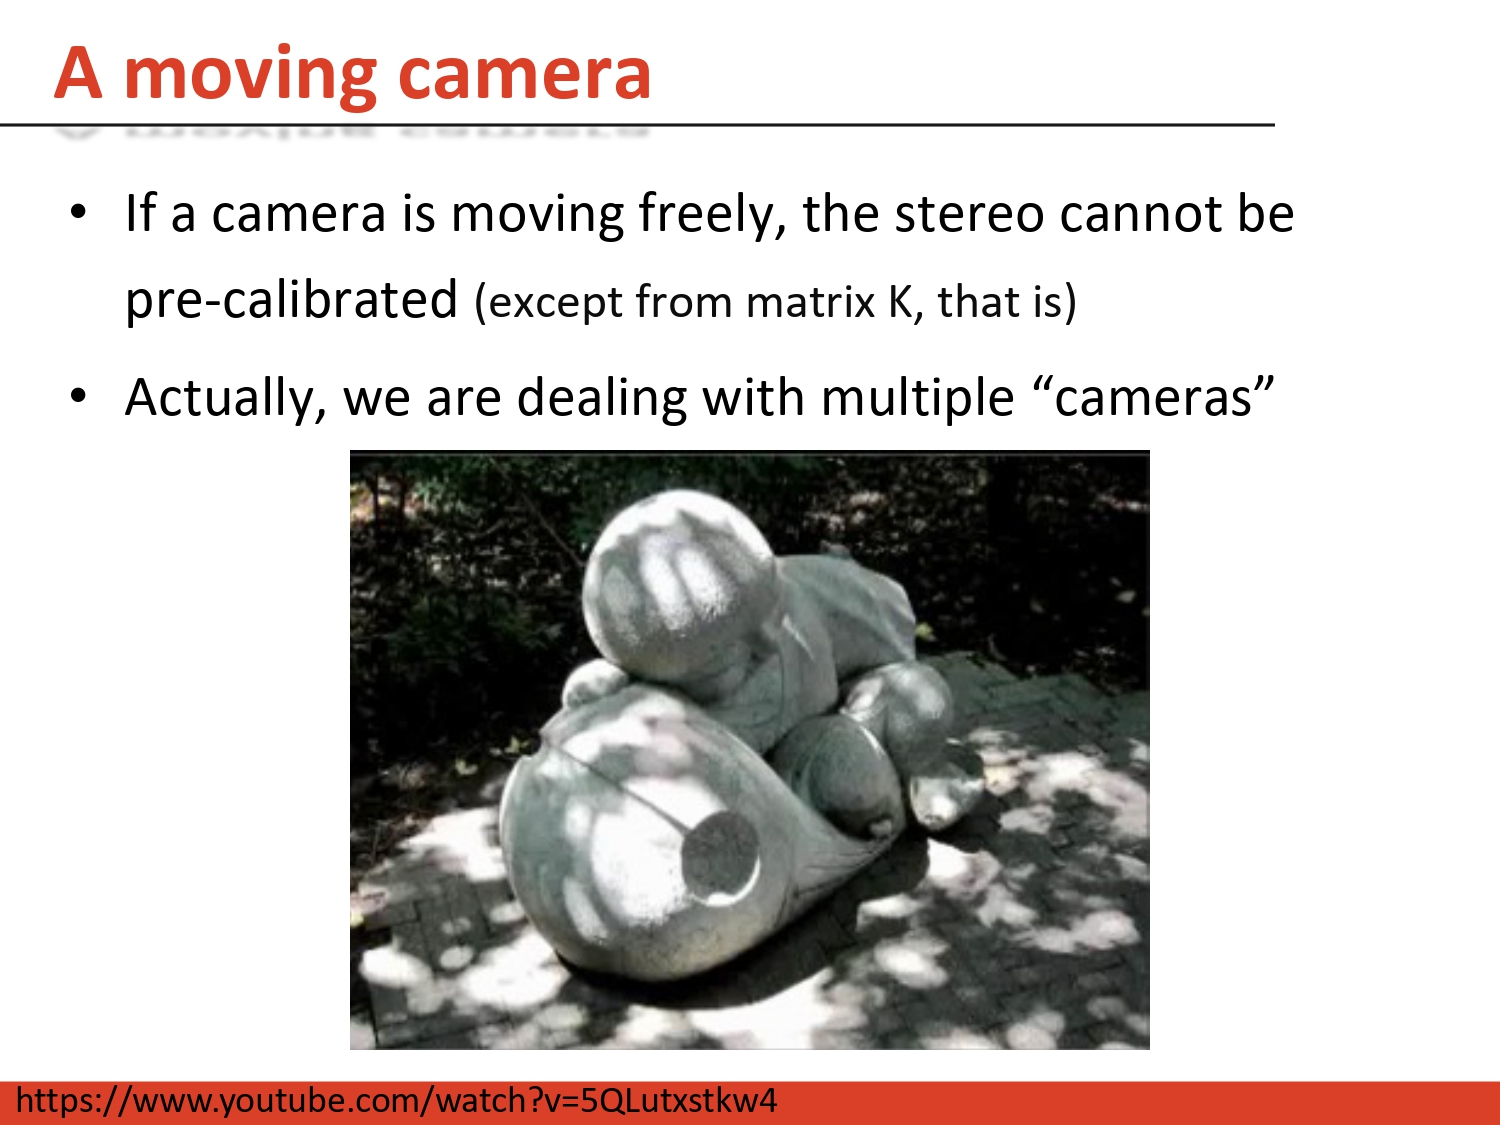 A moving camera
• If a camera is moving freely, the stereo cannot be
pre-calibrated (except from matrix K, that is)
• Actually, we are dealing with multiple “cameras”
https://www.youtube.com/watch?v=5QLutxstkw4